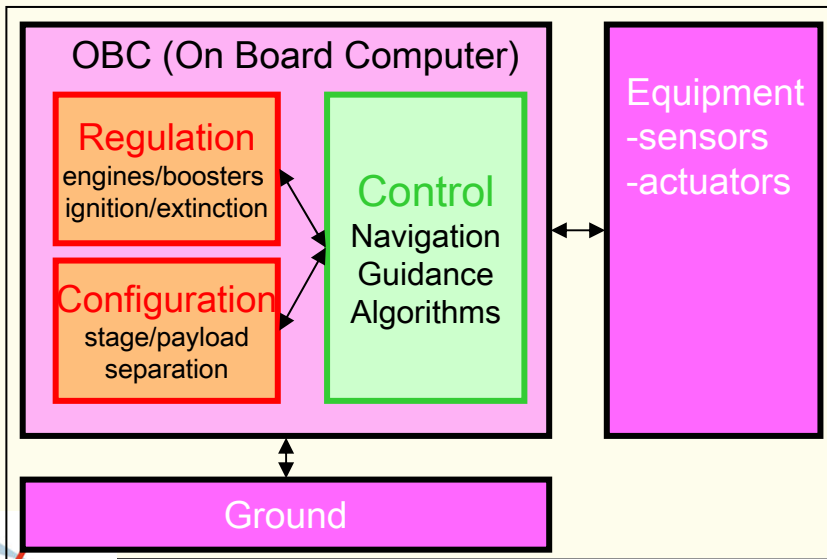 OBC (On Board Computer)
Regulation
engines/boosters
ignition/extinction
Configuration
stage/payload
separation
Control
Navigation
Guidance
Algorithms
Equipment
-sensors
-actuators
Ground